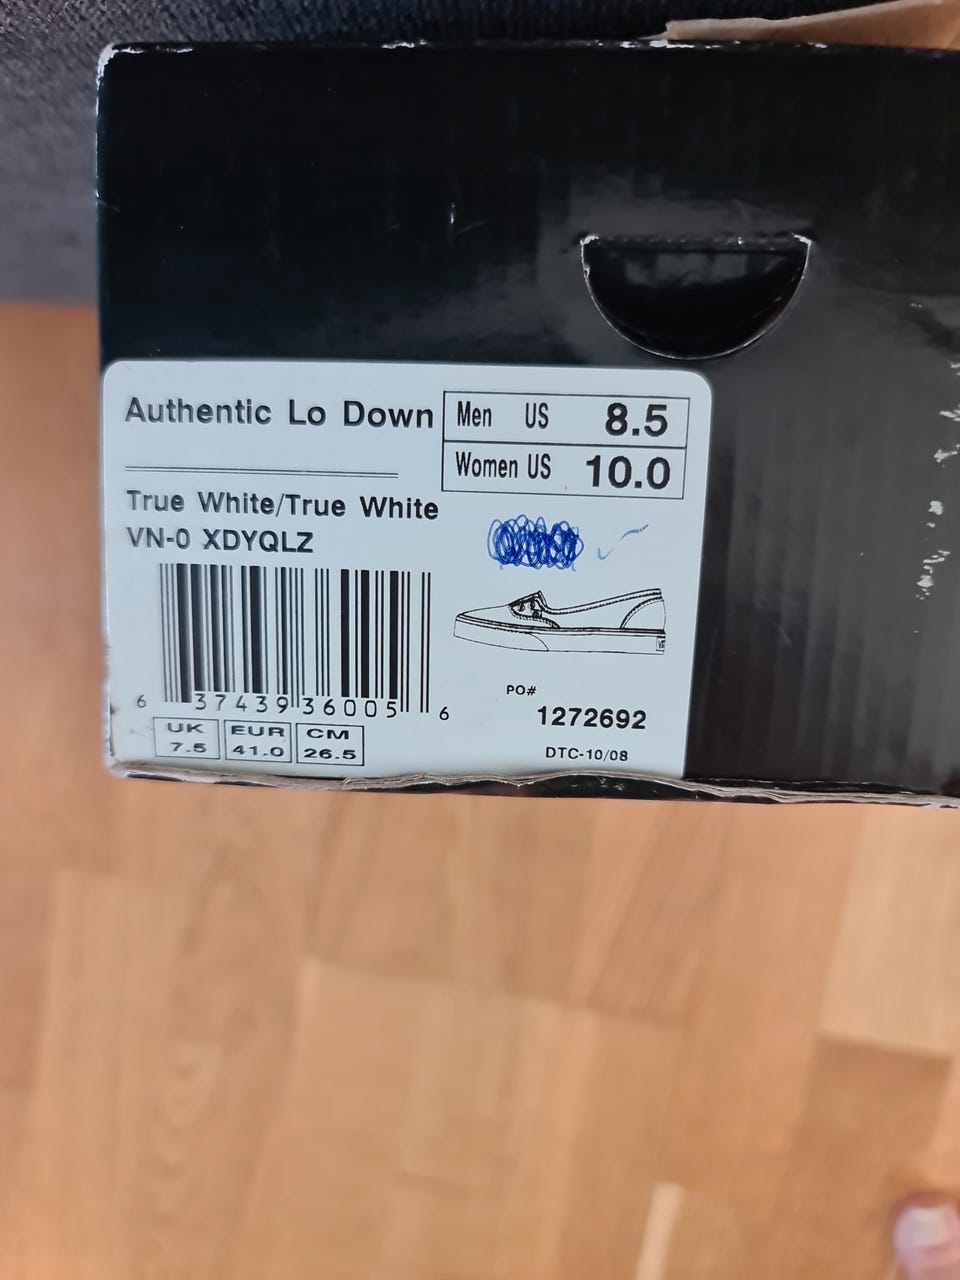 Authentic Lo Down
Men US 8.5
Women US 10.0
True White/True White
VN-0 XDYQLZ
6 37439 36005 6
UK 7.5
EUR 41.0
CM 26.5
PO#
1272692
DTC-10/08